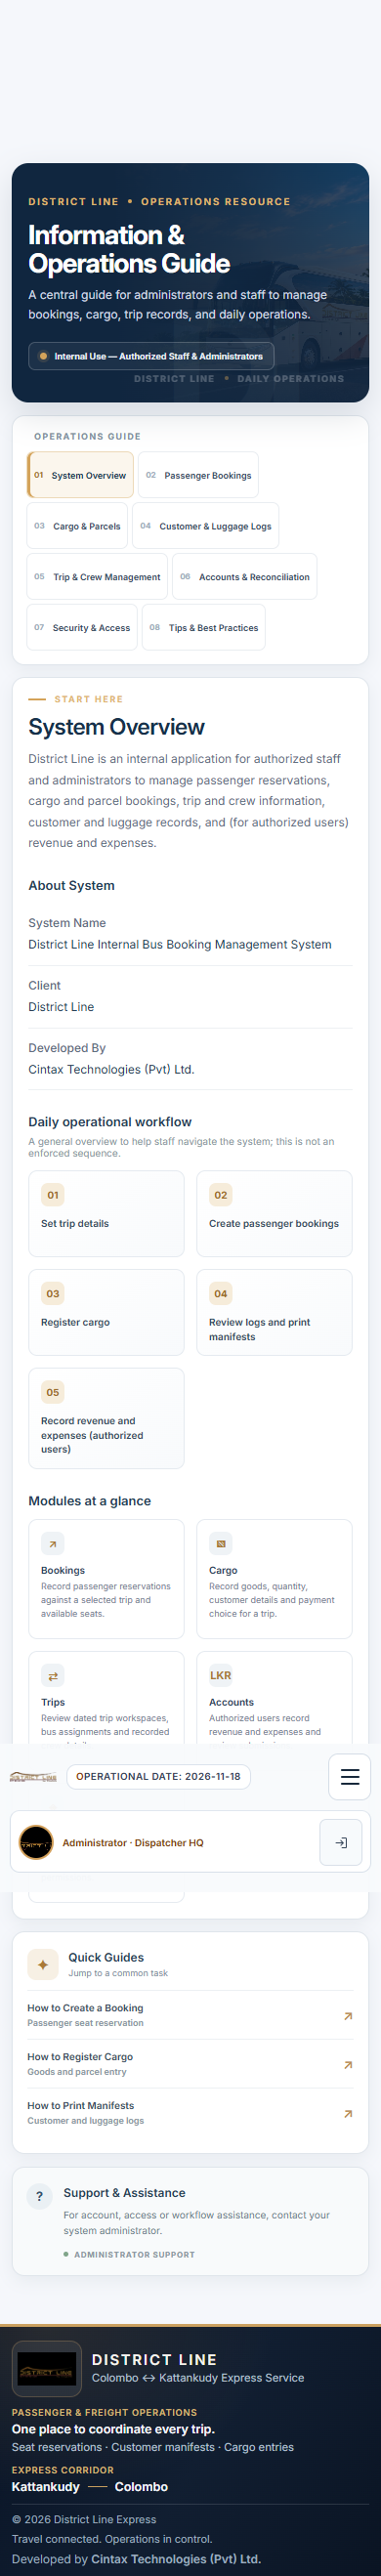 DISTRICT LINE • OPERATIONS RESOURCE
Information &
Operations Guide
A central guide for administrators and staff to manage
bookings, cargo, trip records, and daily operations.
Internal Use — Authorized Staff & Administrators
DISTRICT LINE • DAILY OPERATIONS
OPERATIONS GUIDE
01 System Overview
02 Passenger Bookings
03 Cargo & Parcels
04 Customer & Luggage Logs
05 Trip & Crew Management
06 Accounts & Reconciliation
07 Security & Access
08 Tips & Best Practices
START HERE
System Overview
District Line is an internal application for authorized staff
and administrators to manage passenger reservations,
cargo and parcel bookings, trip and crew information,
customer and luggage records, and (for authorized users)
revenue and expenses.
About System
System Name
District Line Internal Bus Booking Management System
Client
District Line
Developed By
Cintax Technologies (Pvt) Ltd.
Daily operational workflow
A general overview to help staff navigate the system; this is not an
enforced sequence.
01
Set trip details
02
Create passenger bookings
03
Register cargo
04
Review logs and print
manifests
05
Record revenue and
expenses (authorized
users)
Modules at a glance
Bookings
Record passenger reservations
against a selected trip and
available seats.
Cargo
Record goods, quantity,
customer details and payment
choice for a trip.
Trips
Review dated trip workspaces,
bus assignments and recorded
LKR
Accounts
Authorized users record
revenue and expenses and
DISTRICT LINE
OPERATIONAL DATE: 2026-11-18
Administrator · Dispatcher HQ
Quick Guides
Jump to a common task
How to Create a Booking
Passenger seat reservation
How to Register Cargo
Goods and parcel entry
How to Print Manifests
Customer and luggage logs
?
Support & Assistance
For account, access or workflow assistance, contact your
system administrator.
ADMINISTRATOR SUPPORT
DISTRICT LINE
DISTRICT LINE
Colombo ↔ Kattankudy Express Service
PASSENGER & FREIGHT OPERATIONS
One place to coordinate every trip.
Seat reservations · Customer manifests · Cargo entries
EXPRESS CORRIDOR
Kattankudy — Colombo
© 2026 District Line Express
Travel connected. Operations in control.
Developed by Cintax Technologies (Pvt) Ltd.